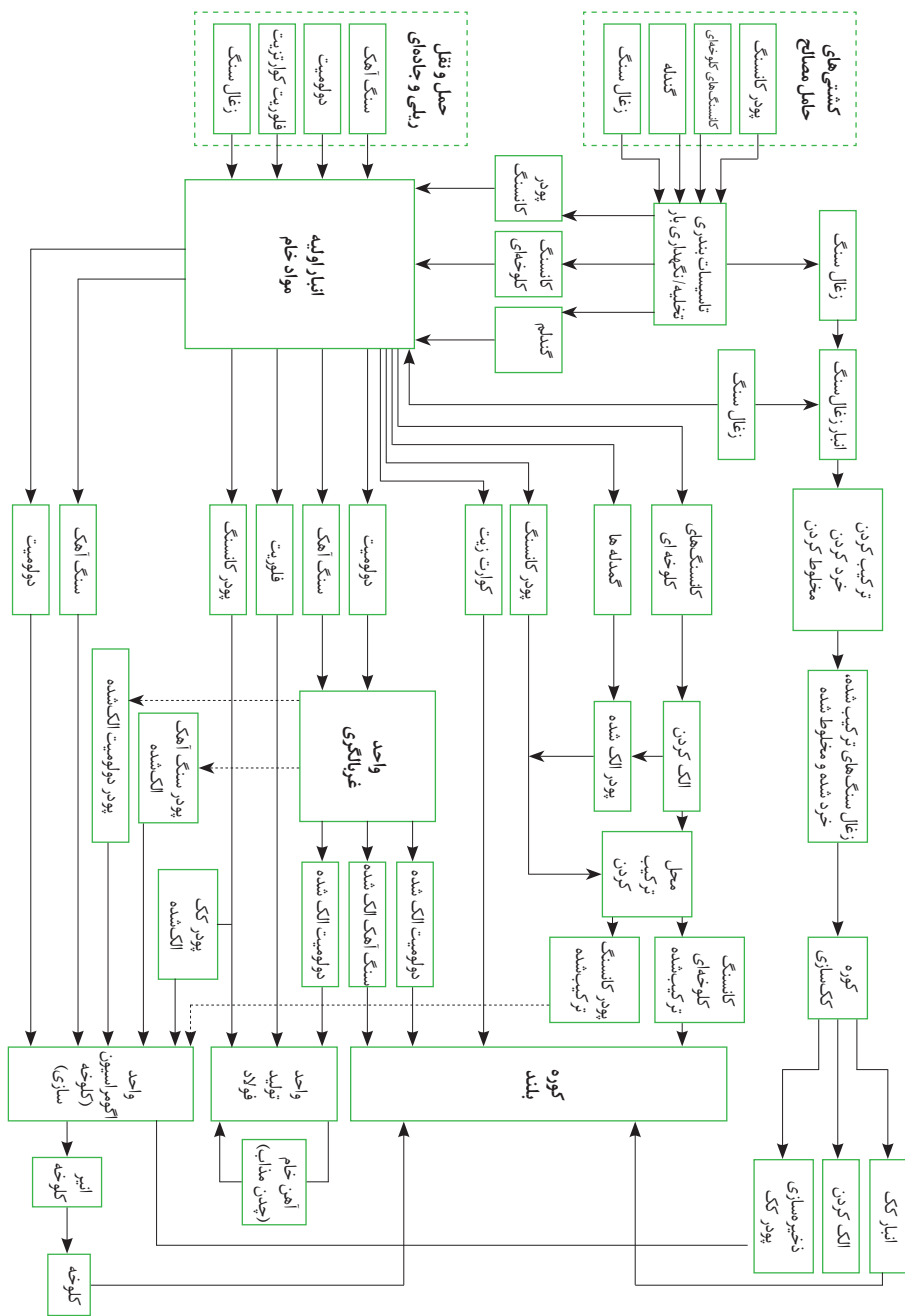 کشتی‌های
حامل مصالح
پودر کانسنگ
کانسنگ‌های کلوخه‌ای
گندله
زغال سنگ
حمل و نقل
ریلی و جاده‌ای
سنگ آهک
دولومیت
فلوریت کوارتزیت
زغال سنگ
زغال سنگ
تاسیسات بندری
تخلیه/نگهداری بار
پودر
کانسنگ
کانسنگ
کلوخه‌ای
گندلم
انبار اولیه
مواد خام
انبار زغال‌سنگ
زغال سنگ
ترکیب کردن
خرد کردن
مخلوط کردن
کانسنگ‌های
کلوخه ای
گمدله ها
پودر کانسنگ
کوارت زیت
دولومیت
سنگ آهک
فلوریت
پودر کانسنگ
سنگ آهک
دولومیت
زغال سنگ‌های ترکیب شده،
خرد شده و مخلوط شده
الک کردن
پودر الک شده
واحد
غربالگری
پودر سنگ آهک
الک‌شده
پودر دولومیت الک‌شده
محل
ترکیب
کردن
دولومیت الک شده
سنگ آهک الک شده
دولومیت الک شده
پودر کک
الک‌شده
کوره
کک‌سازی
کانسنگ
کلوخه‌ای
ترکیب‌شده
پودر کانسنگ
ترکیب‌شده
کوره
بلند
واحد
تولید
فولاد
واحد
اگومراسیون
(کلوخه
سازی)
انبار کک
الک کردن
ذخیره‌سازی
پودر کک
آهن خام
(چدن مذاب)
انیر
کلوخه
کلوخه